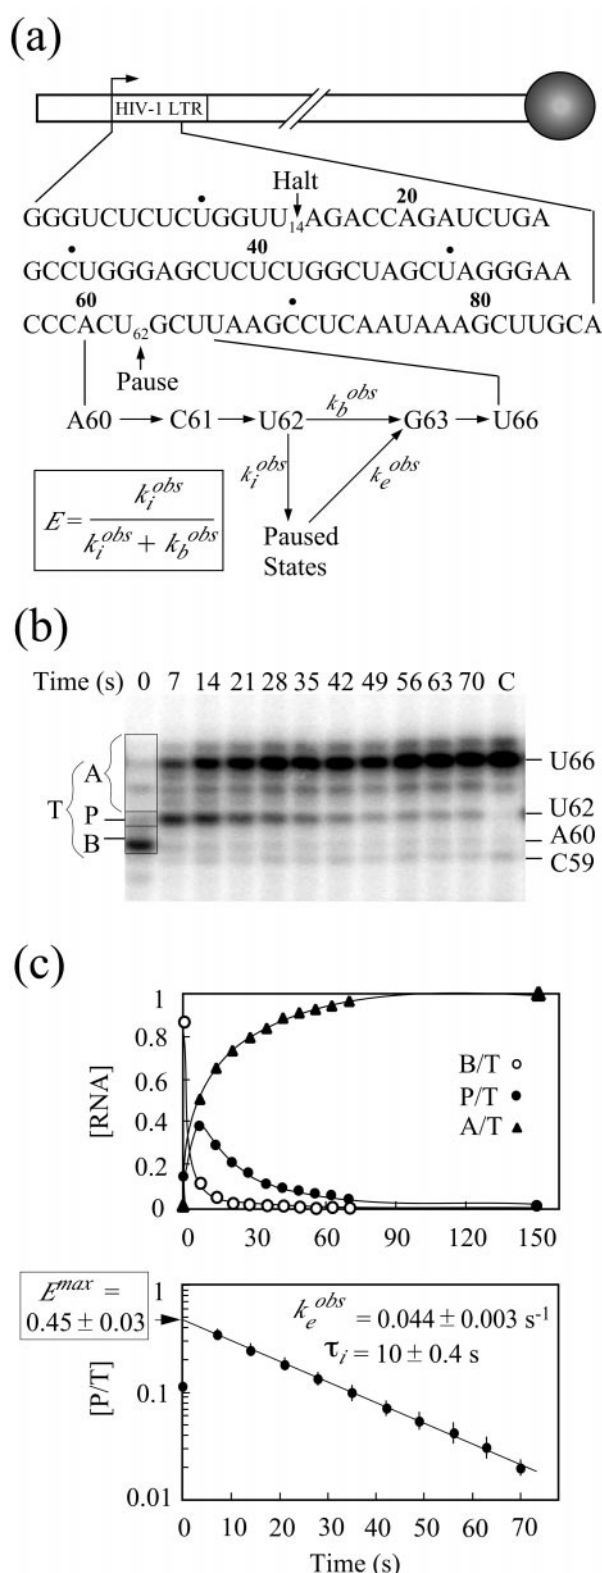 (a)
HIV-1 LTR
Halt
20
GGGUCUCUCUGGUU14AGACCAGAUCUGA
40
GCCUGGGAGCUCUCUGGCUAGCUAGGGAA
60 80
CCCACU62GCUUAAGCCUCAAUAAAGCUUGCA
Pause
k_b^obs
A60 C61 U62 G63 U66
k_i^obs k_e^obs
E = k_i^obs / k_i^obs + k_b^obs
Paused
States
(b)
Time (s) 0 7 14 21 28 35 42 49 56 63 70 C
A
T
P
B
U66
U62
A60
C59
(c)
[RNA]
1
0.8
0.6
0.4
0.2
0
B/T
P/T
A/T
0 30 60 90 120 150
E^max =
0.45 ± 0.03
k_e^obs = 0.044 ± 0.003 s-1
τi = 10 ± 0.4 s
[P/T]
1
0.1
0.01
0 10 20 30 40 50 60 70
Time (s)